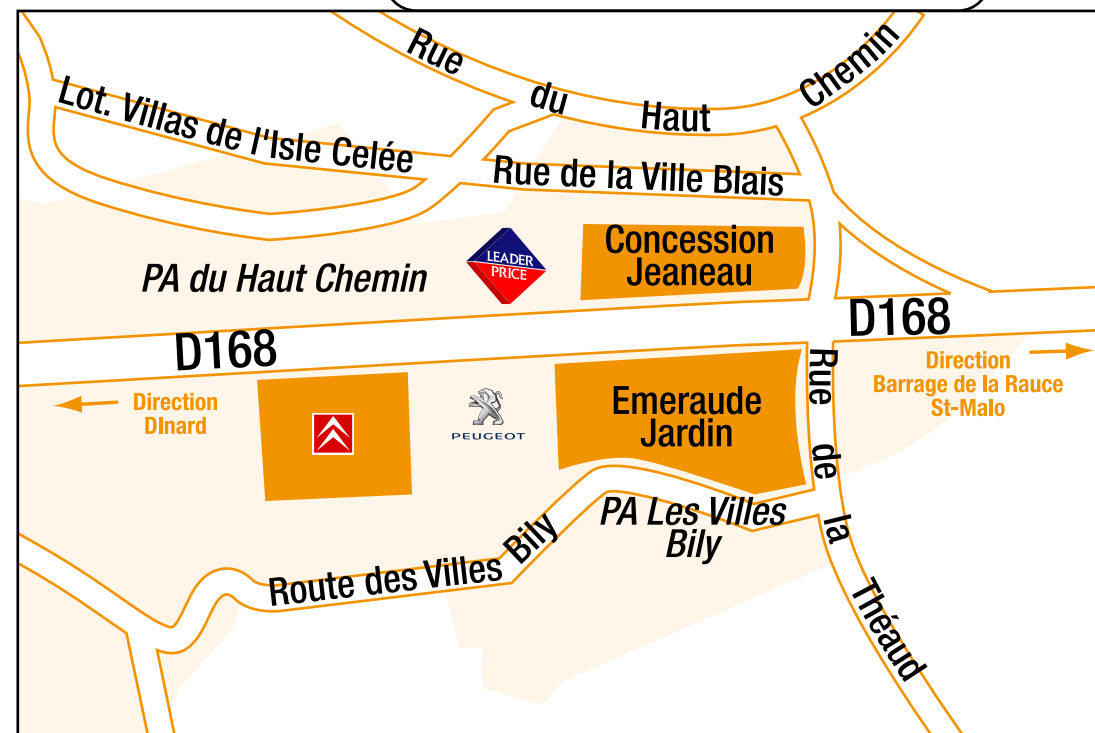 Rue du Haut Chemin
Lot. Villas de l'Isle Celée
Rue de la Ville Blais
Concession
Jeaneau
LEADER
PRICE
PA du Haut Chemin
D168
D168
Direction
Barrage de la Rauce
St-Malo
Direction
DInard
PEUGEOT
Emeraude
Jardin
Rue de la Théaud
PA Les Villes
Bily
Route des Villes Bily